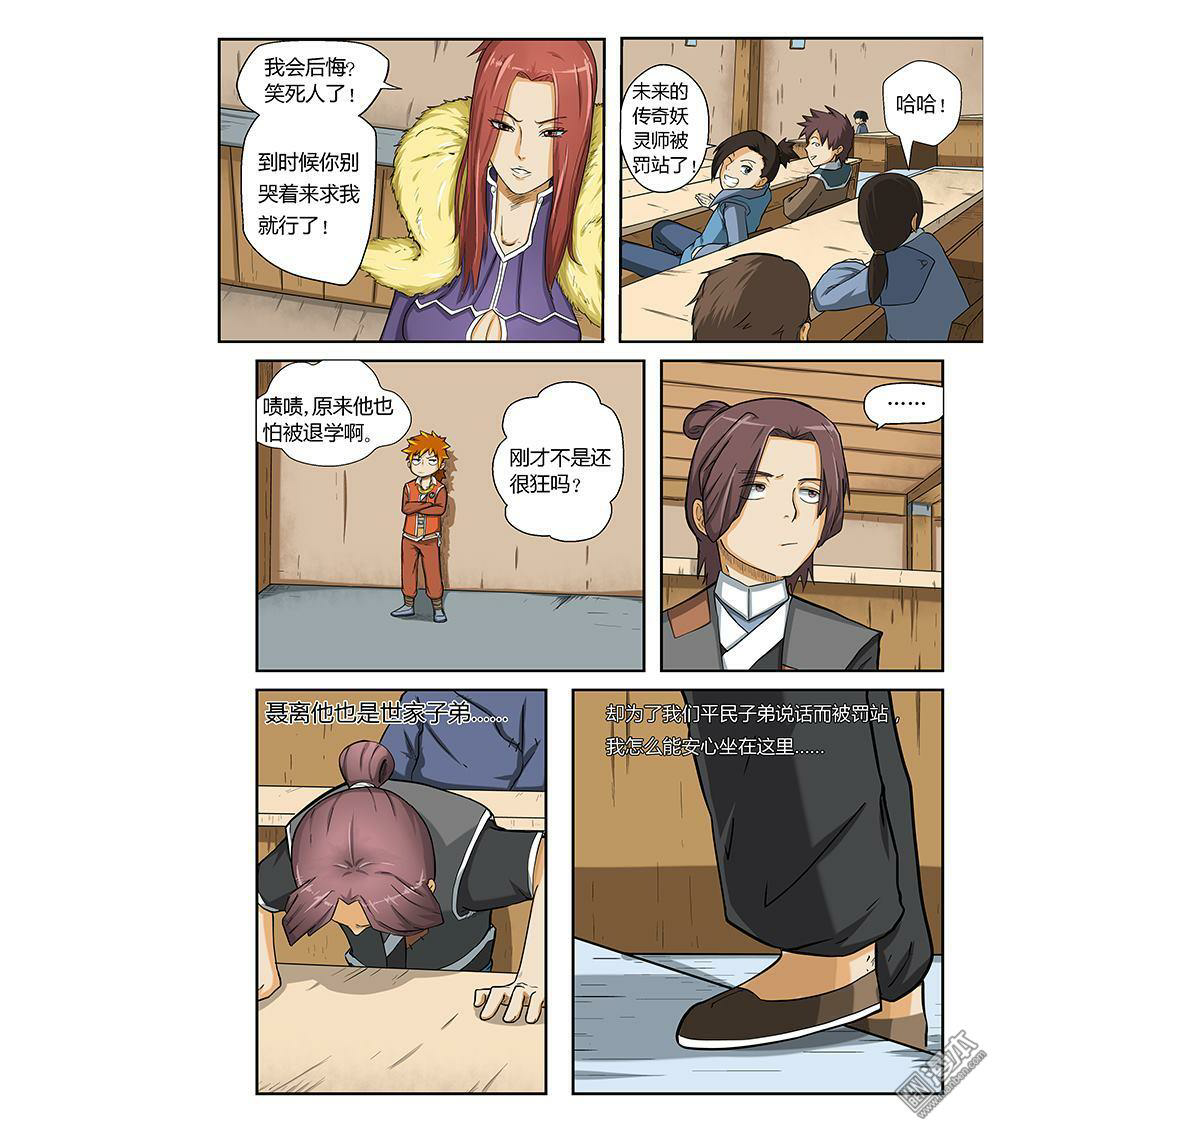 我会后悔?
笑死人了!
到时候你别
哭着来求我
就行了!
未来的
传奇妖
灵师被
罚站了!
哈哈!
啧啧,原来他也
怕被退学啊。
刚才不是还
很狂吗?
……
聂离他也是世家子弟……
却为了我们平民子弟说话而被罚站,
我怎么能安心坐在这里……
漫本